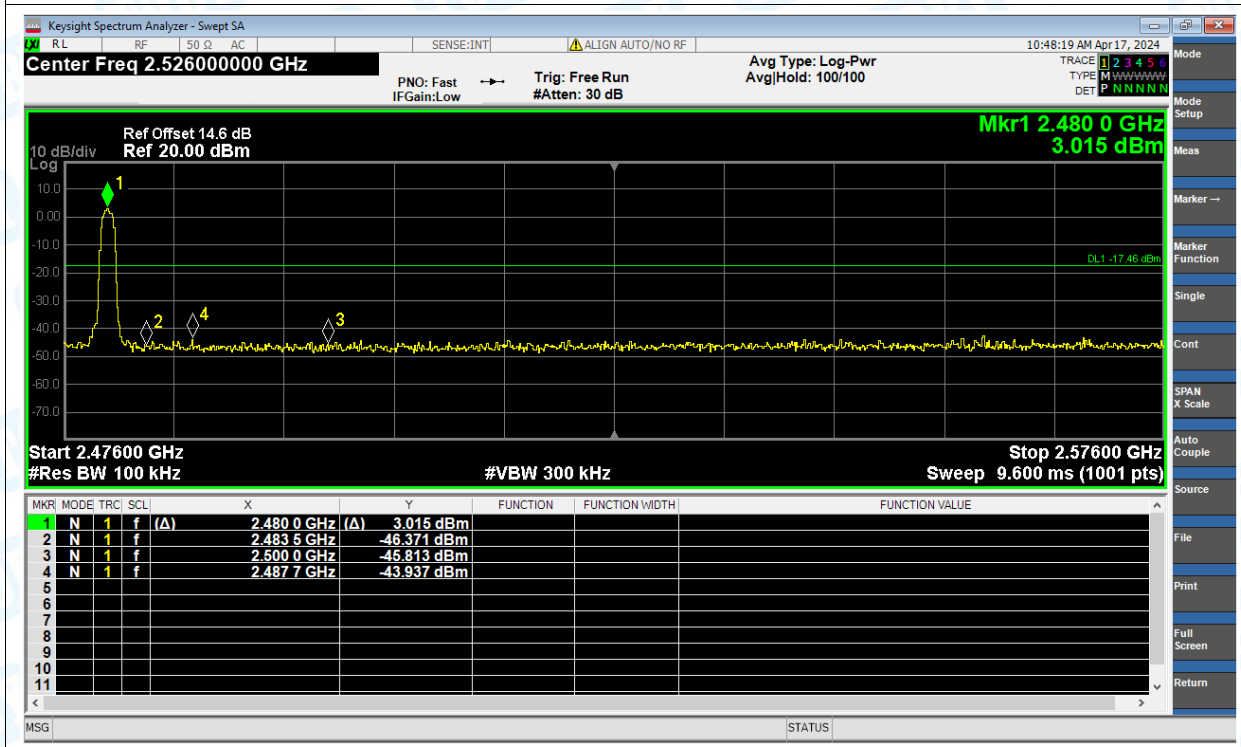 Keysight Spectrum Analyzer - Swept SA
LXI RL RF 50 Ω AC SENSE:INT ALIGN AUTO/NO RF 10:48:19 AM Apr 17, 2024
Center Freq 2.526000000 GHz
PNO: Fast
IFGain:Low
Trig: Free Run
#Atten: 30 dB
Avg Type: Log-Pwr
Avg|Hold: 100/100
TRACE 1 2 3 4 5 6
TYPE M WWWWW
DET P N N N N N
Ref Offset 14.6 dB
10 dB/div Ref 20.00 dBm
Log
Mkr1 2.480 0 GHz
3.015 dBm
10.0
0.00
-10.0
-20.0
-30.0
-40.0
-50.0
-60.0
-70.0
1
2
4
3
DL1 -17.46 dBm
Start 2.47600 GHz
Stop 2.57600 GHz
#Res BW 100 kHz
#VBW 300 kHz
Sweep 9.600 ms (1001 pts)
MKR MODE TRC SCL X Y FUNCTION FUNCTION WIDTH FUNCTION VALUE
1 N 1 f (Δ) 2.480 0 GHz (Δ) 3.015 dBm
2 N 1 f 2.483 5 GHz -46.371 dBm
3 N 1 f 2.500 0 GHz -45.813 dBm
4 N 1 f 2.487 7 GHz -43.937 dBm
5
6
7
8
9
10
11
MSG
STATUS
Mode
Mode
Setup
Meas
Marker →
Marker
Function
Single
Cont
SPAN
X Scale
Auto
Couple
Source
File
Print
Full
Screen
Return